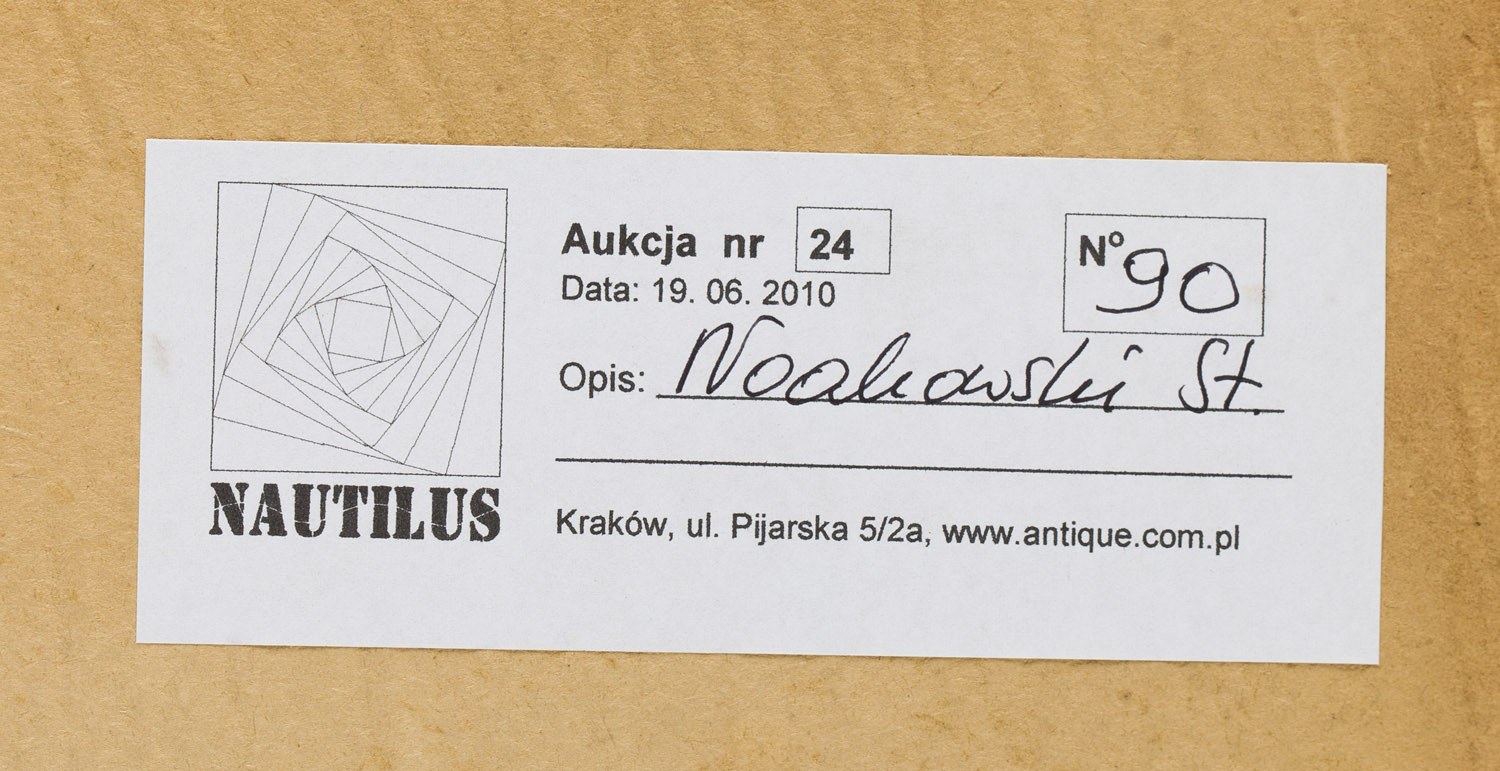 Aukcja nr 24
Nº 90
Data: 19. 06. 2010
Opis: Noakowski St.
NAUTILUS
Kraków, ul. Pijarska 5/2a, www.antique.com.pl